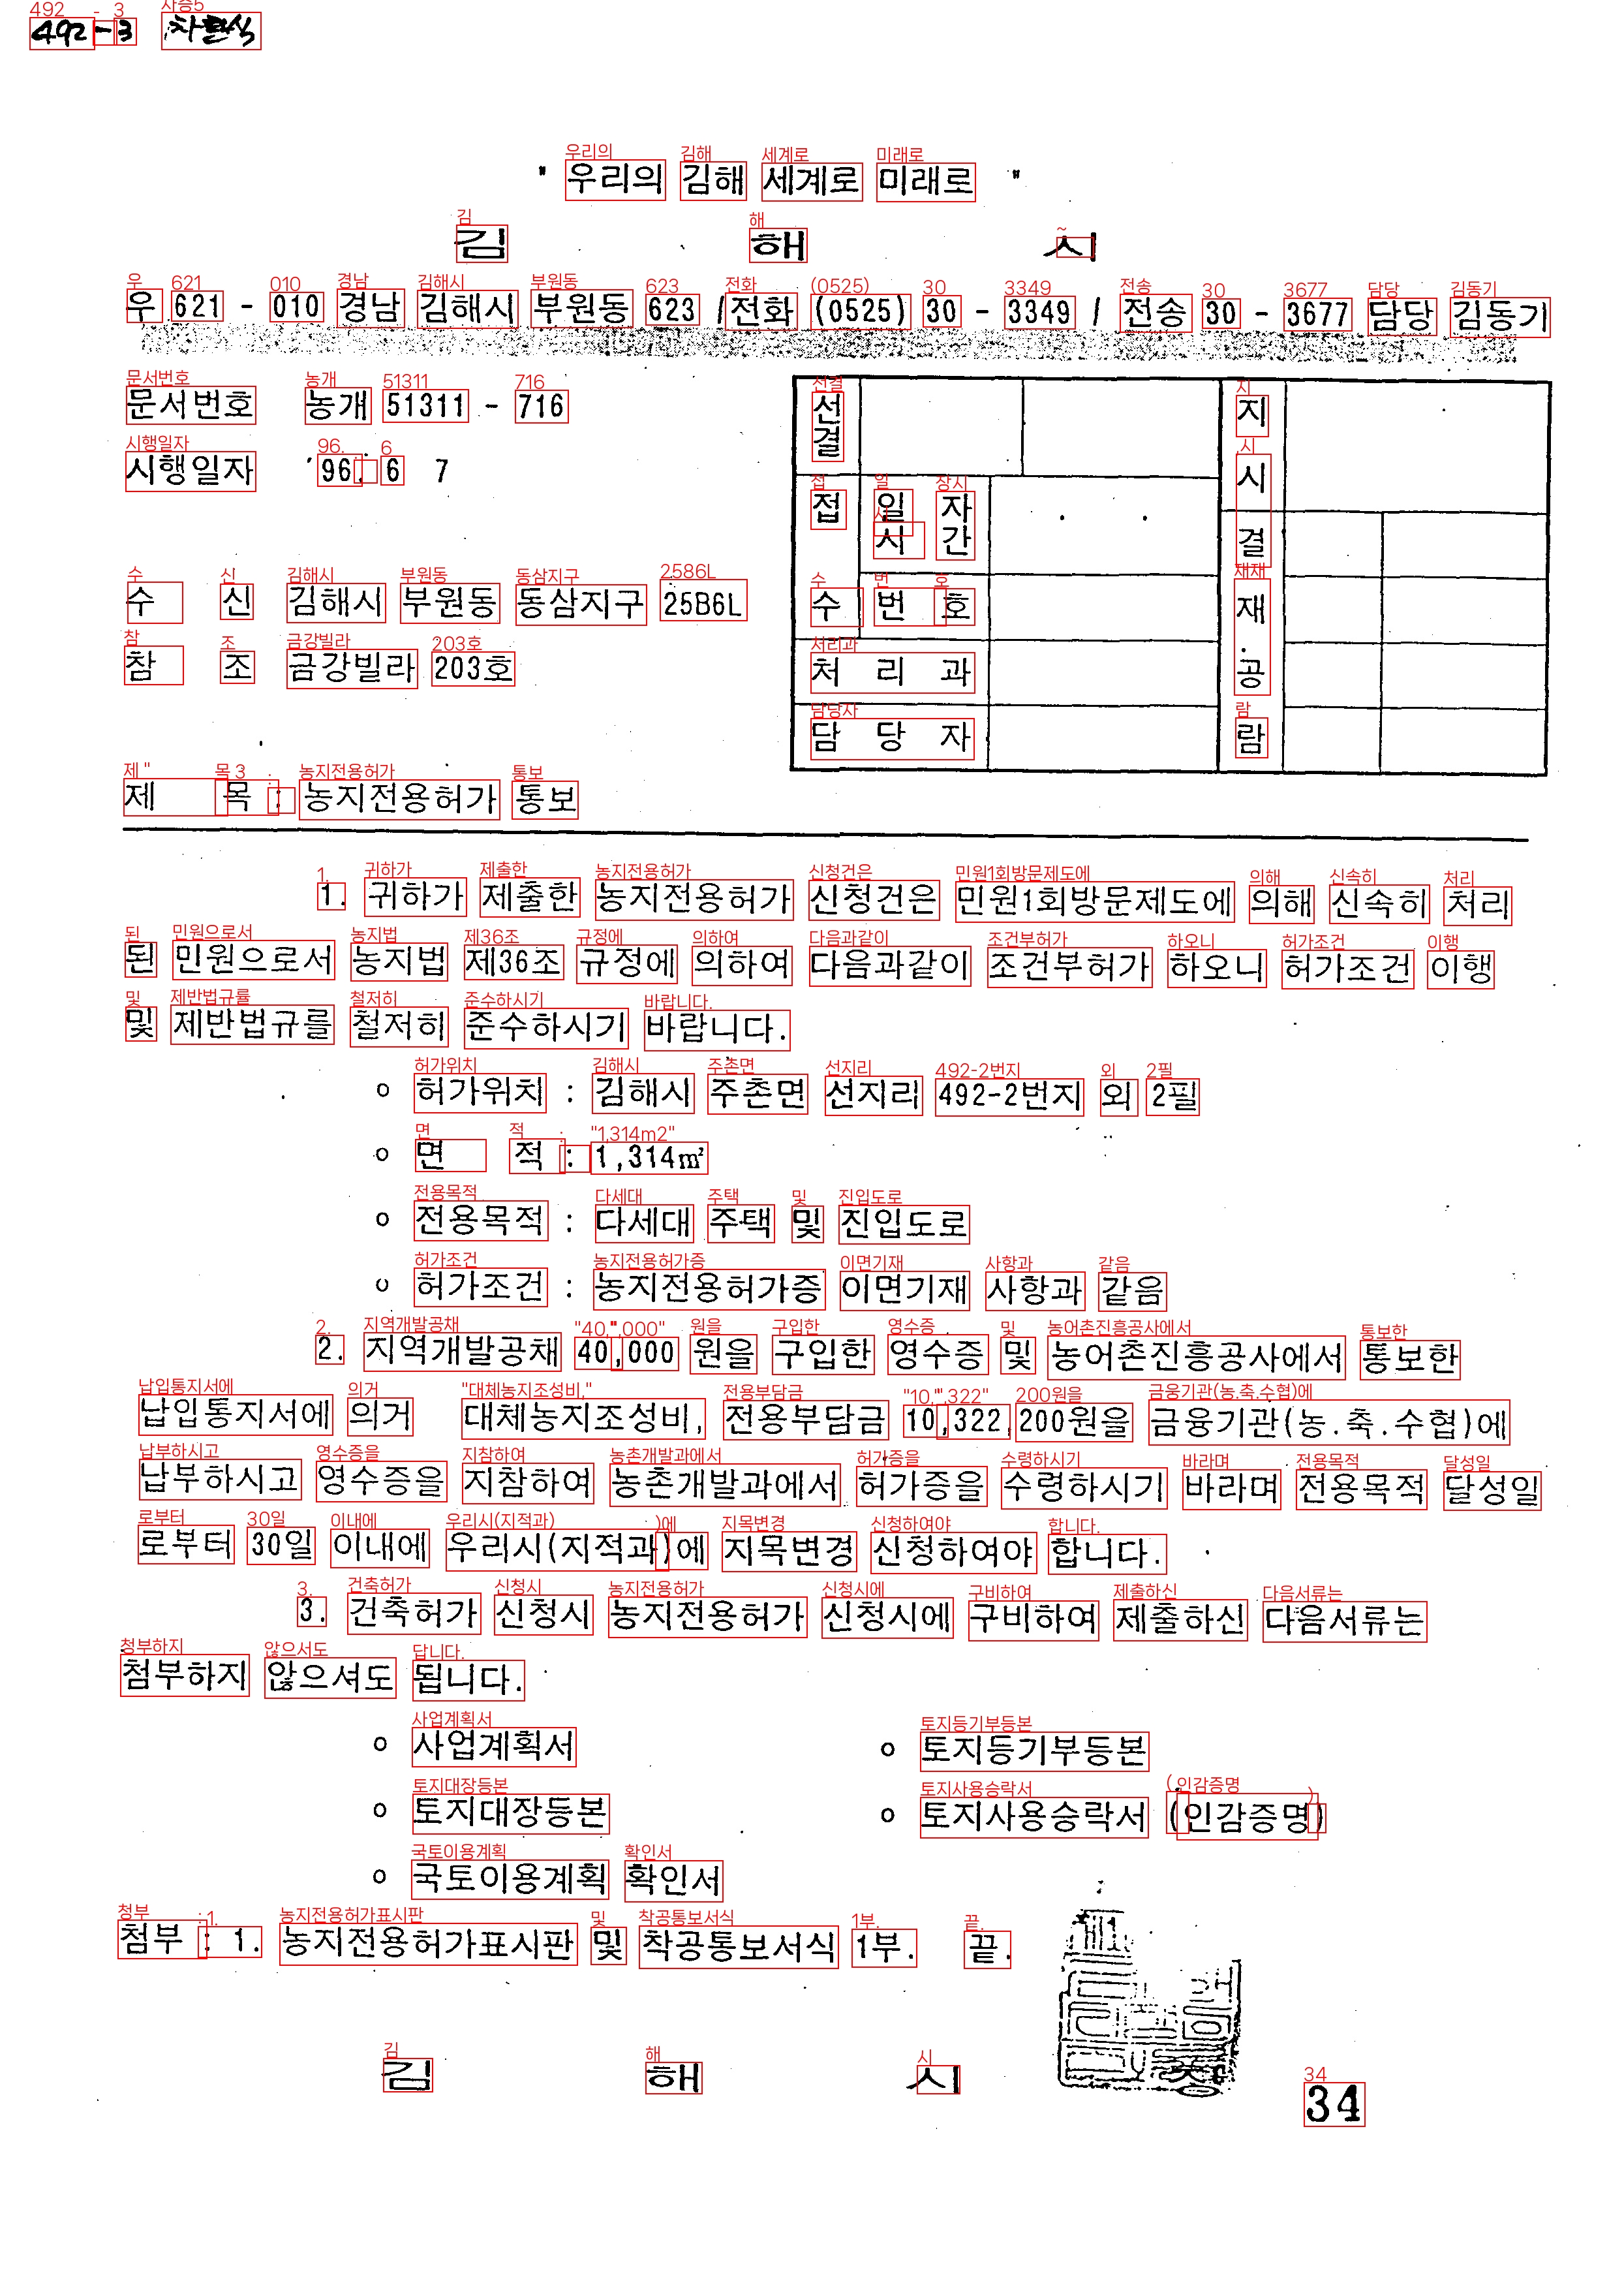 492-3
" 우리의 김해 세계로 미래로 "
김 해 시
우 621 - 010 경남 김해시 부원동 623 /전화 (0525) 30 - 3349 / 전송 30 - 3677 담당 김동기
문서번호 농개 51311 - 716
시행일자 '96. 6 7
수 신 김해시 부원동 동삼지구 25B6L
참 조 금강빌라 203호
선결 지시
접수 일자 시간 결재.공람
번호
처 리 과
담 당 자
제 목 : 농지전용허가 통보
1. 귀하가 제출한 농지전용허가 신청건은 민원1회방문제도에 의해 신속히 처리
된 민원으로서 농지법 제36조 규정에 의하여 다음과같이 조건부허가 하오니 허가조건 이행
및 제반법규를 철저히 준수하시기 바랍니다.
o 허가위치 : 김해시 주촌면 선지리 492-2번지 외 2필
o 면 적 : 1,314㎡
o 전용목적 : 다세대 주택 및 진입도로
o 허가조건 : 농지전용허가증 이면기재 사항과 같음
2. 지역개발공채 40,000 원을 구입한 영수증 및 농어촌진흥공사에서 통보한
납입통지서에 의거 대체농지조성비, 전용부담금 10,322,200원을 금융기관(농.축.수협)에
납부하시고 영수증을 지참하여 농촌개발과에서 허가증을 수령하시기 바라며 전용목적 달성일
로부터 30일 이내에 우리시(지적과)에 지목변경 신청하여야 합니다.
3. 건축허가 신청시 농지전용허가 신청시에 구비하여 제출하신 다음서류는
첨부하지 않으셔도 됩니다.
o 사업계획서 o 토지등기부등본
o 토지대장등본 o 토지사용승락서 (인감증명)
o 국토이용계획 확인서
첨부 : 1. 농지전용허가표시판 및 착공통보서식 1부. 끝.
김 해 시 장
34